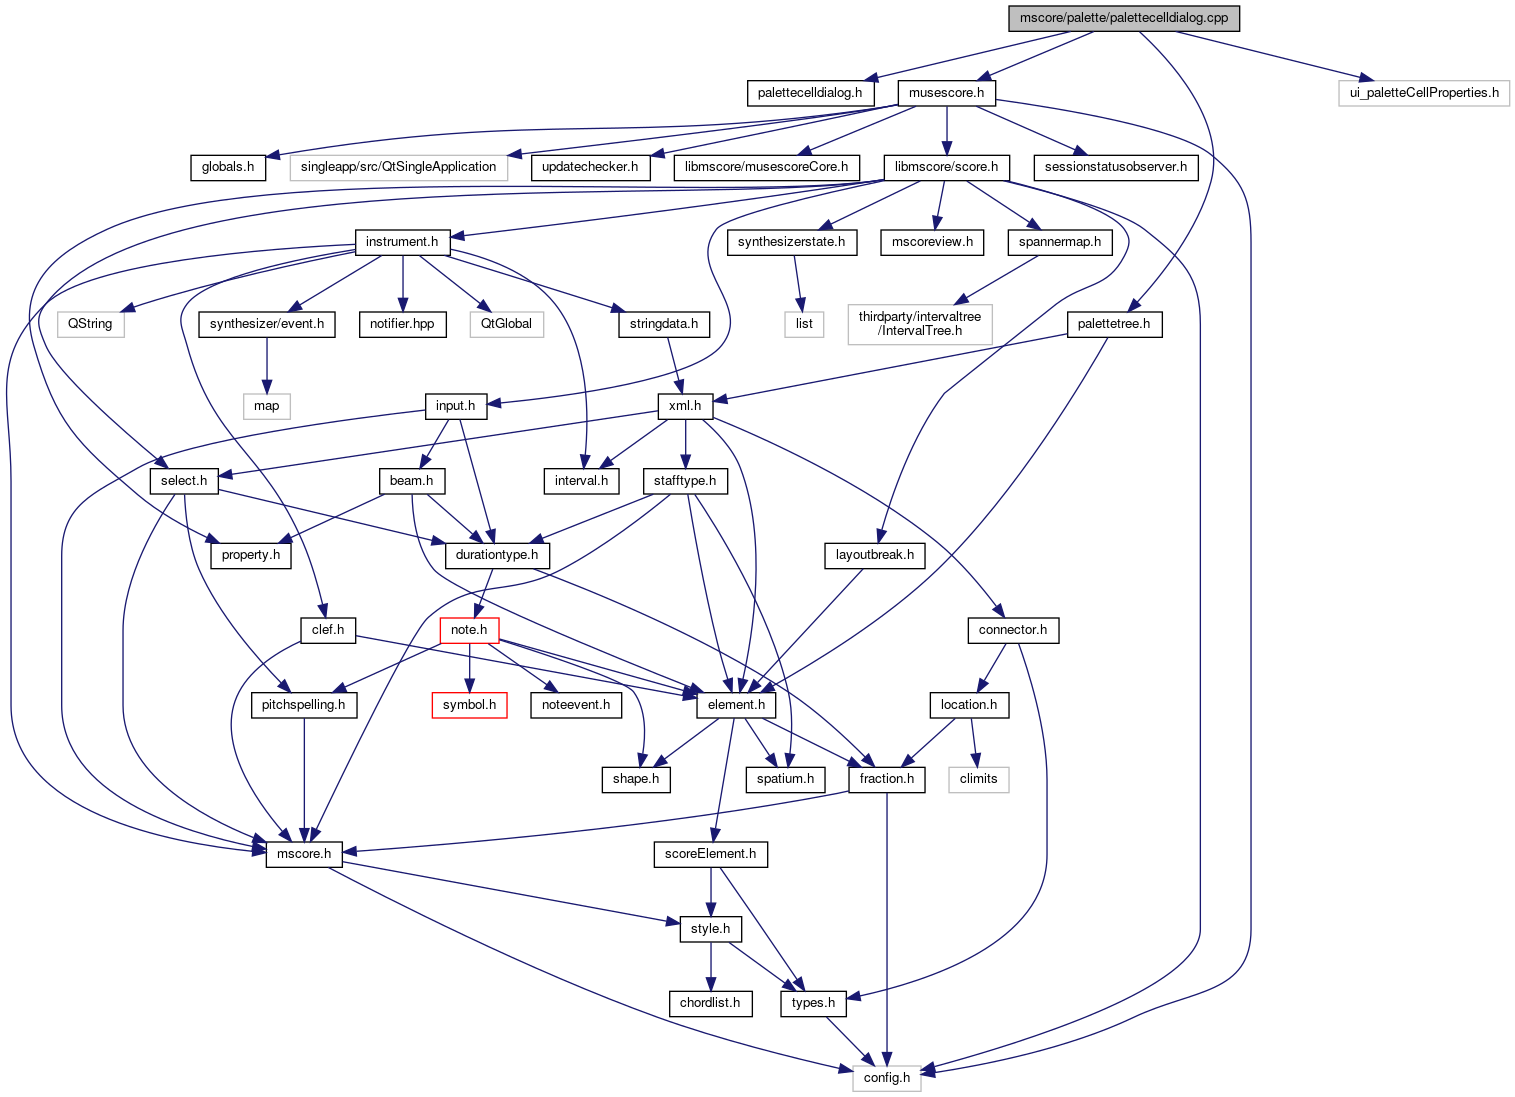 mscore/palette/palettecelldialog.cpp
palettecelldialog.h
musescore.h
ui_paletteCellProperties.h
globals.h
singleapp/src/QtSingleApplication
updatechecker.h
libmscore/musescoreCore.h
libmscore/score.h
sessionstatusobserver.h
instrument.h
synthesizerstate.h
mscoreview.h
spannermap.h
QString
synthesizer/event.h
notifier.hpp
QtGlobal
stringdata.h
list
thirdparty/intervaltree
/IntervalTree.h
palettetree.h
map
input.h
xml.h
select.h
beam.h
interval.h
stafftype.h
property.h
durationtype.h
layoutbreak.h
clef.h
note.h
connector.h
pitchspelling.h
symbol.h
noteevent.h
element.h
location.h
shape.h
spatium.h
fraction.h
climits
mscore.h
scoreElement.h
style.h
chordlist.h
types.h
config.h